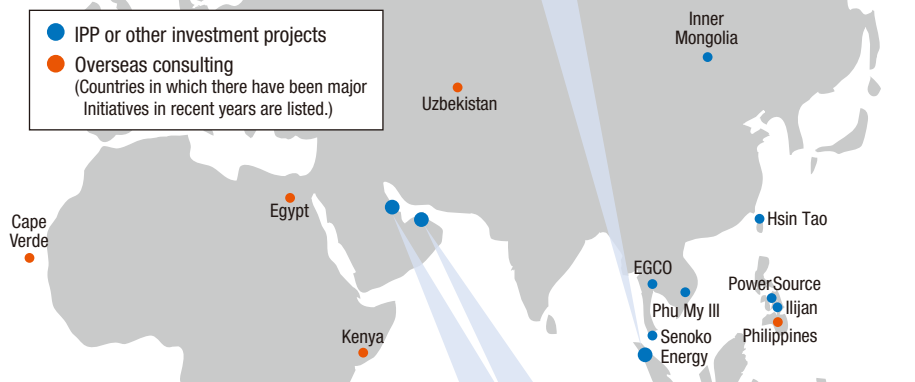 IPP or other investment projects
Overseas consulting
(Countries in which there have been major
Initiatives in recent years are listed.)
Inner
Mongolia
Uzbekistan
Egypt
Cape
Verde
Hsin Tao
EGCO
PowerSource
Phu My III
Ilijan
Kenya
Senoko
Energy
Philippines